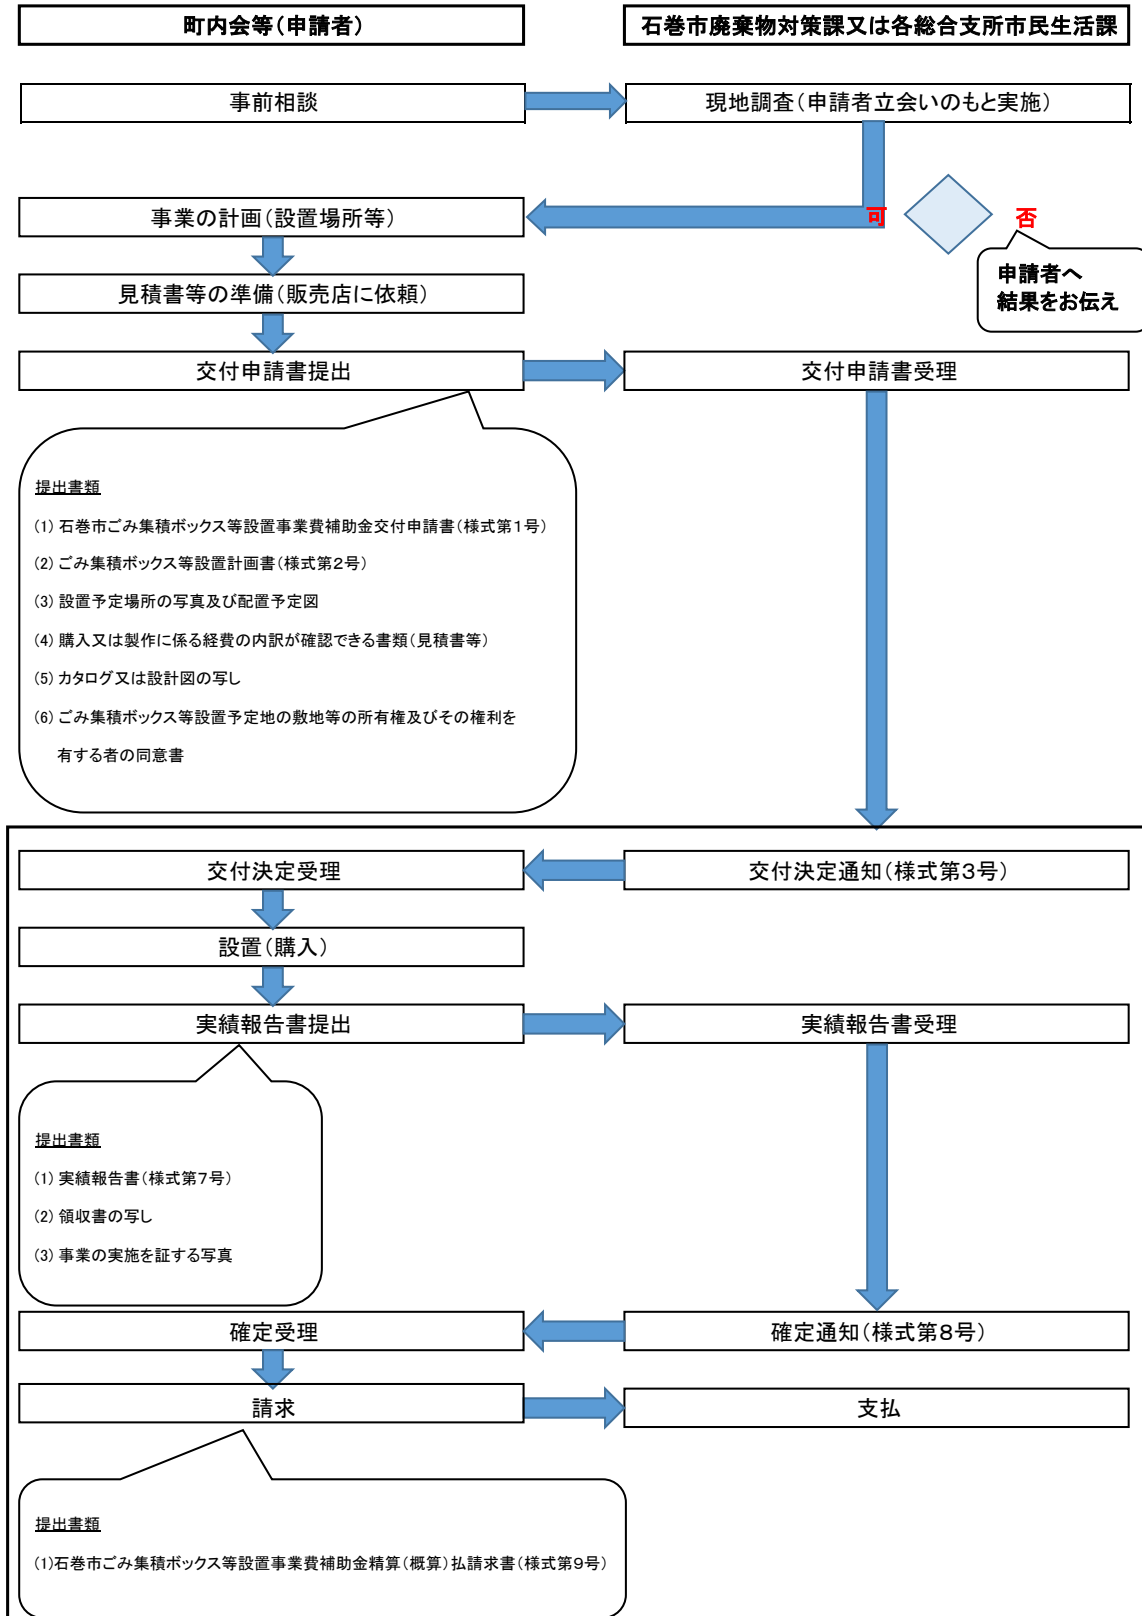 町内会等（申請者）
石巻市廃棄物対策課又は各総合支所市民生活課
事前相談
現地調査（申請者立会いのもと実施）
事業の計画（設置場所等）
可
否
申請者へ
結果をお伝え
見積書等の準備（販売店に依頼）
交付申請書提出
交付申請書受理
提出書類
(1) 石巻市ごみ集積ボックス等設置事業費補助金交付申請書（様式第１号）
(2) ごみ集積ボックス等設置計画書（様式第２号）
(3) 設置予定場所の写真及び配置予定図
(4) 購入又は製作に係る経費の内訳が確認できる書類（見積書等）
(5) カタログ又は設計図の写し
(6) ごみ集積ボックス等設置予定地の敷地等の所有権及びその権利を
有する者の同意書
交付決定受理
交付決定通知（様式第３号）
設置（購入）
実績報告書提出
実績報告書受理
提出書類
(1) 実績報告書（様式第７号）
(2) 領収書の写し
(3) 事業の実施を証する写真
確定受理
確定通知（様式第８号）
請求
支払
提出書類
(1)石巻市ごみ集積ボックス等設置事業費補助金精算（概算）払請求書（様式第９号）